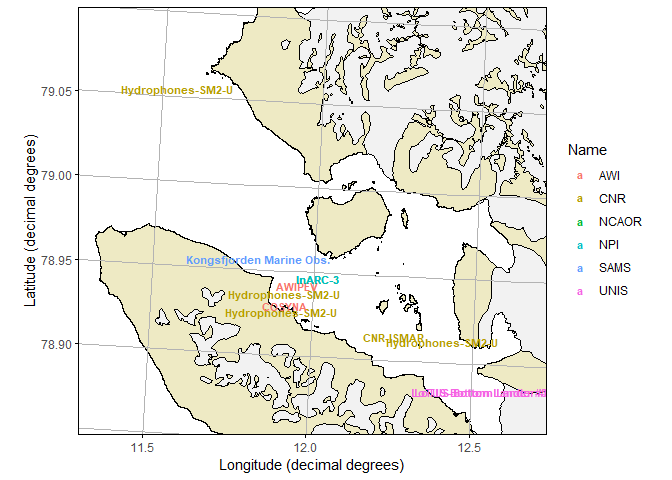 79.05
79.00
78.95
78.90
Latitude (decimal degrees)
Hydrophones-SM2-U
Kongsfjorden Marine Obs.
InARC-3
AWIPEV
Hydrophones-SM2-U
COSYNA
Hydrophones-SM2-U
CNR ISMAR
Hydrophones-SM2-U
11.5
12.0
12.5
Longitude (decimal degrees)
Name
a AWI
a CNR
a NCAOR
a NPI
a SAMS
a UNIS